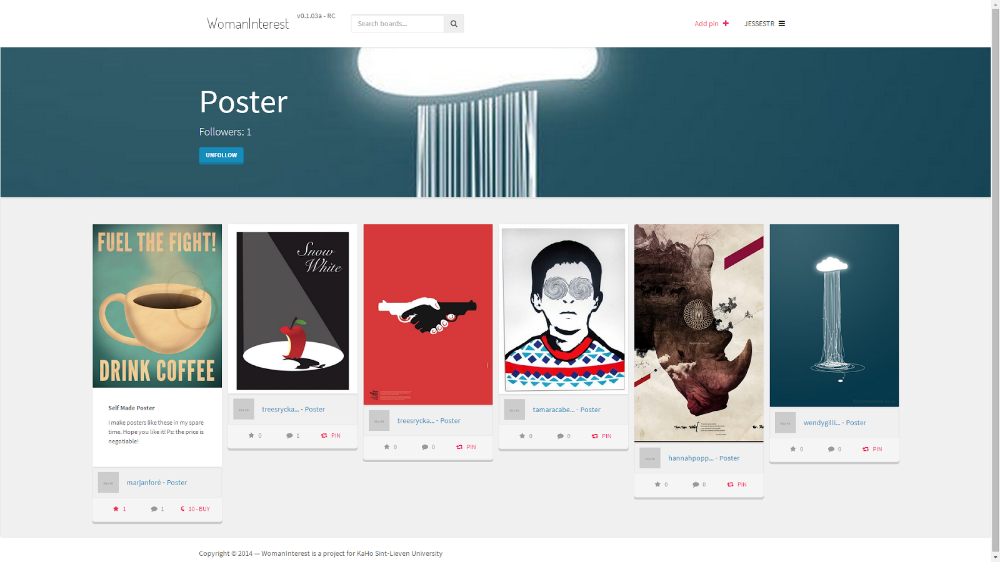 WomanInterest
v0.1.03a - RC
Search boards...
Add pin
JESSESTR
Poster
Followers: 1
UNFOLLOW
FUEL THE FIGHT!
DRINK COFFEE
Self Made Poster
I make posters like these in my spare
time. Hope you like it! Ps: the price is
negotiable!
marjanforé - Poster
1
1
€ 10 - BUY
Snow
White
treesrycka... - Poster
0
1
PIN
treesrycka... - Poster
0
0
PIN
tamaracabe... - Poster
0
0
PIN
M
hannahpopp... - Poster
0
0
PIN
wendygilli... - Poster
0
0
PIN
Copyright © 2014 — WomanInterest is a project for KaHo Sint-Lieven University